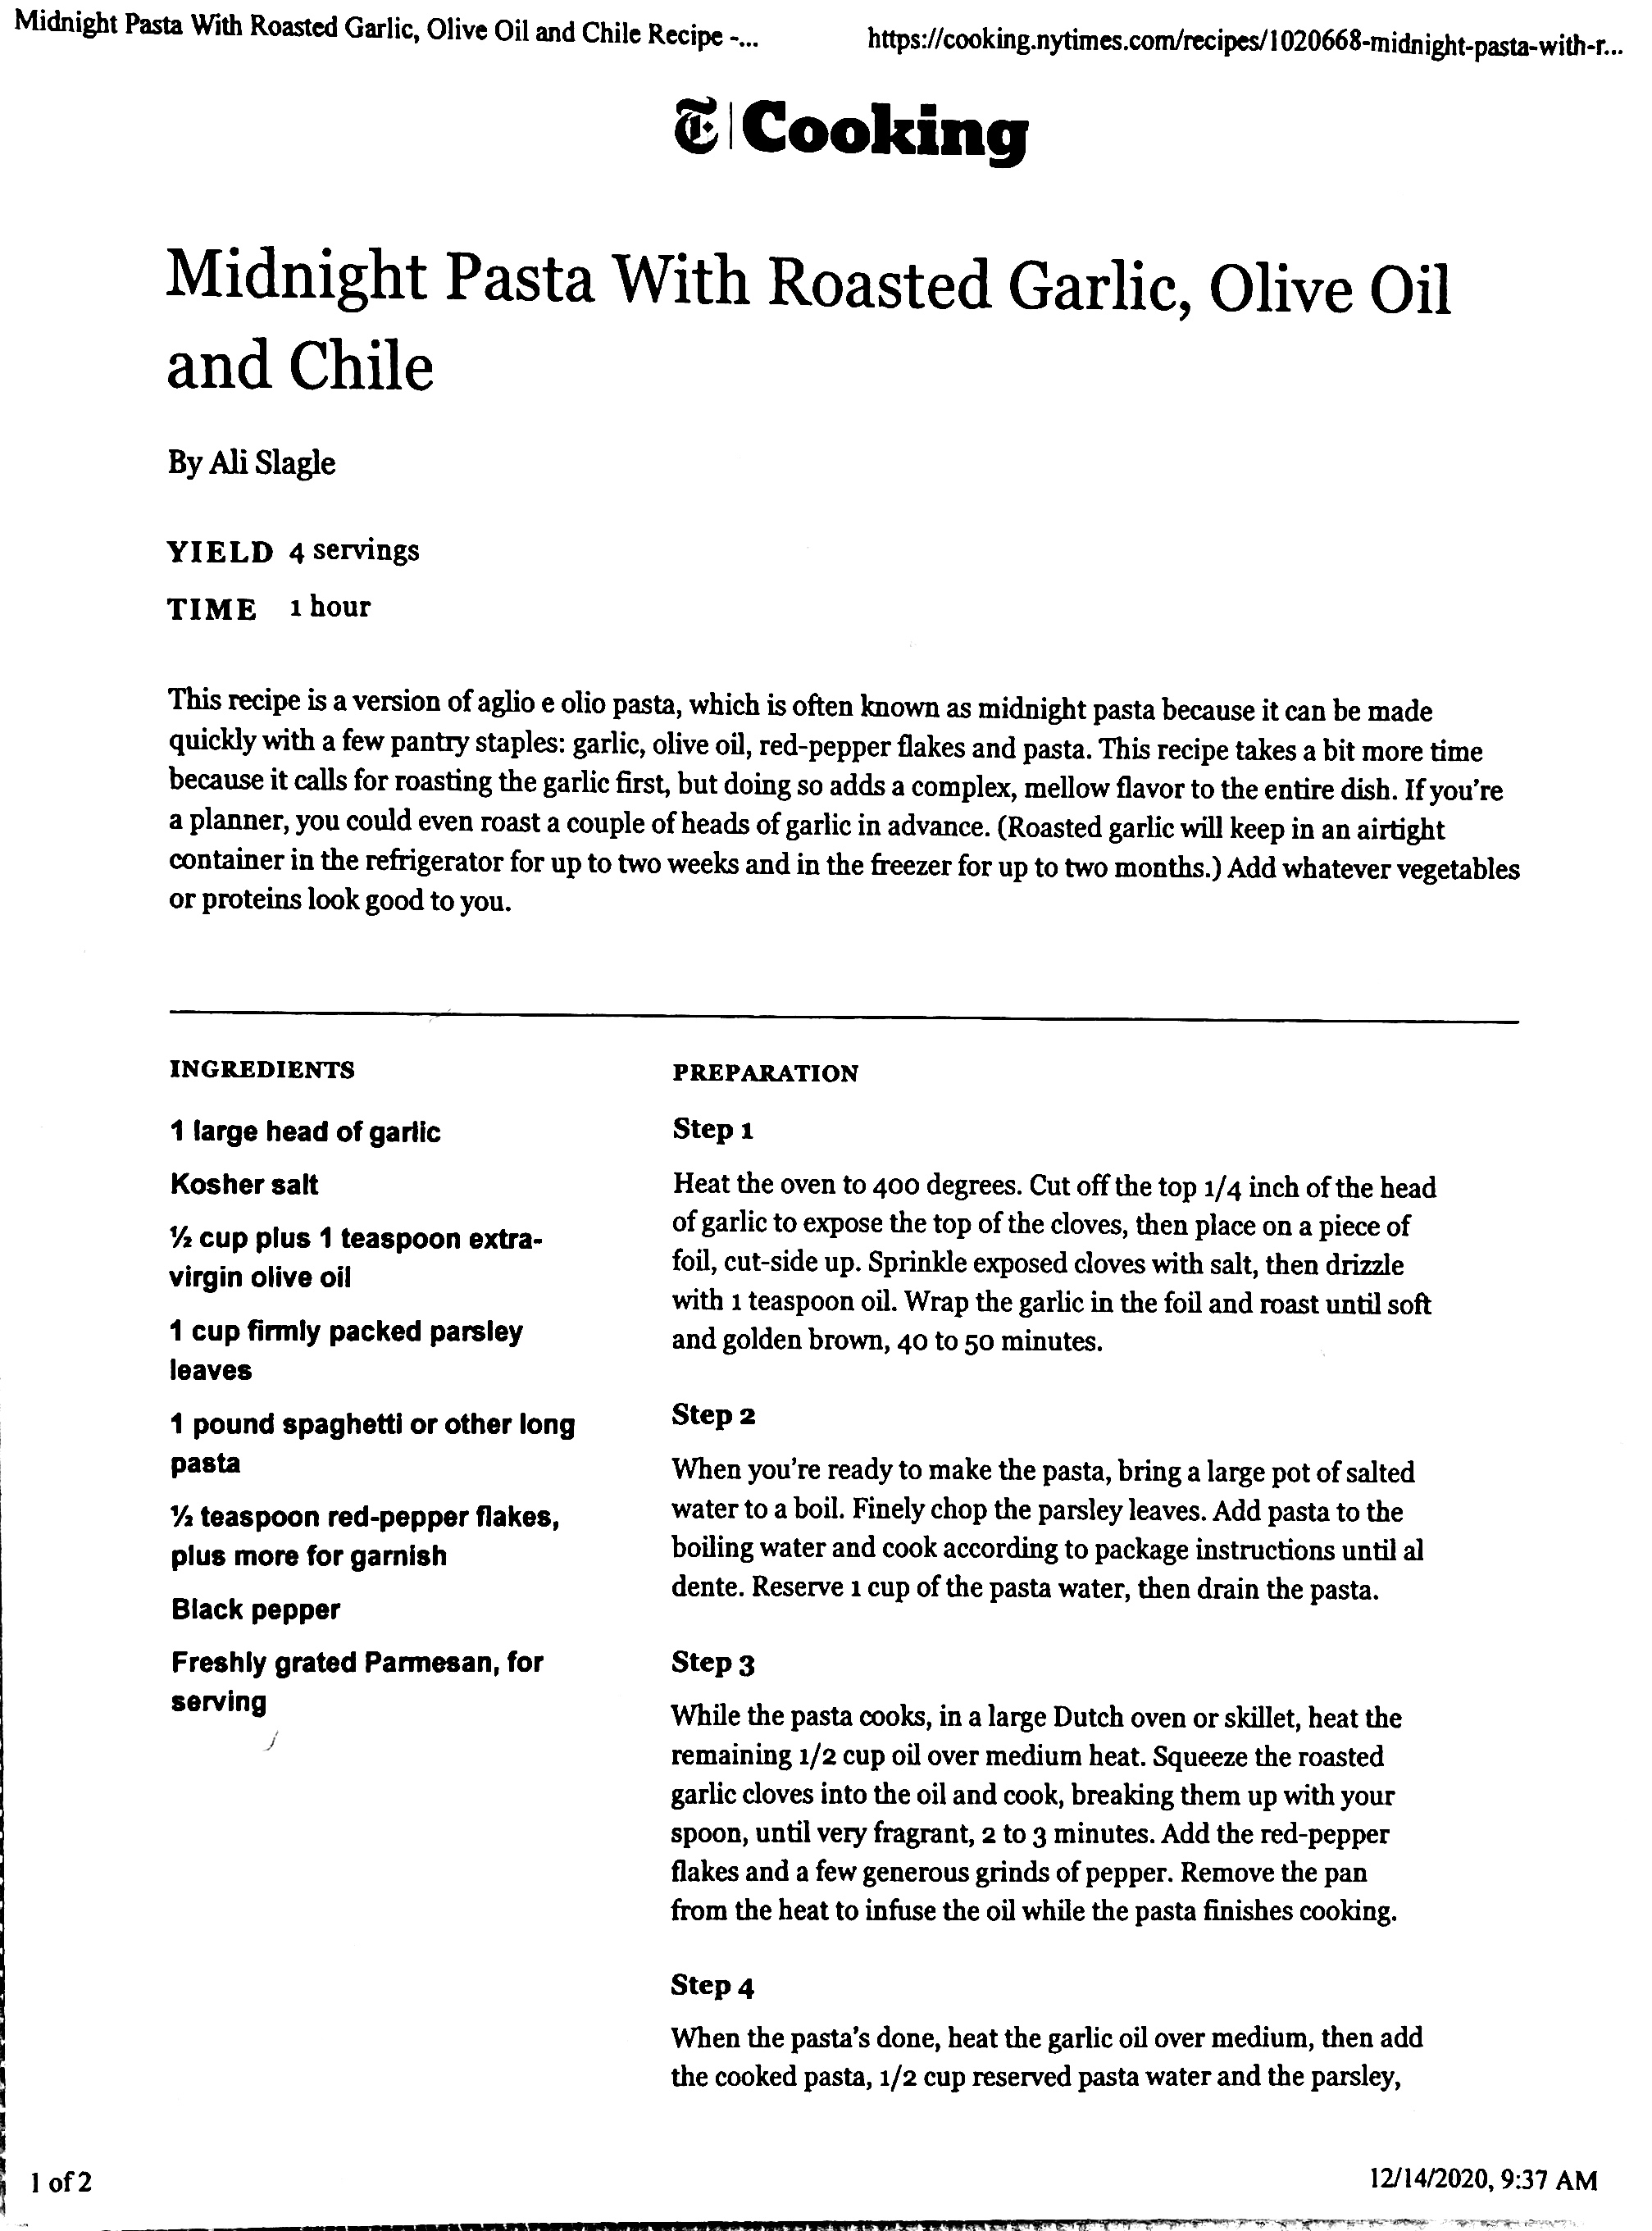 Midnight Pasta With Roasted Garlic, Olive Oil and Chile Recipe -...
https://cooking.nytimes.com/recipes/1020668-midnight-pasta-with-r...
T Cooking
Midnight Pasta With Roasted Garlic, Olive Oil
and Chile
By Ali Slagle
YIELD 4 servings
TIME 1 hour
This recipe is a version of aglio e olio pasta, which is often known as midnight pasta because it can be made
quickly with a few pantry staples: garlic, olive oil, red-pepper flakes and pasta. This recipe takes a bit more time
because it calls for roasting the garlic first, but doing so adds a complex, mellow flavor to the entire dish. If you're
a planner, you could even roast a couple of heads of garlic in advance. (Roasted garlic will keep in an airtight
container in the refrigerator for up to two weeks and in the freezer for up to two months.) Add whatever vegetables
or proteins look good to you.
INGREDIENTS
1 large head of garlic
Kosher salt
½ cup plus 1 teaspoon extra-
virgin olive oil
1 cup firmly packed parsley
leaves
1 pound spaghetti or other long
pasta
½ teaspoon red-pepper flakes,
plus more for garnish
Black pepper
Freshly grated Parmesan, for
serving
PREPARATION
Step 1
Heat the oven to 400 degrees. Cut off the top 1/4 inch of the head
of garlic to expose the top of the cloves, then place on a piece of
foil, cut-side up. Sprinkle exposed cloves with salt, then drizzle
with 1 teaspoon oil. Wrap the garlic in the foil and roast until soft
and golden brown, 40 to 50 minutes.
Step 2
When you're ready to make the pasta, bring a large pot of salted
water to a boil. Finely chop the parsley leaves. Add pasta to the
boiling water and cook according to package instructions until al
dente. Reserve 1 cup of the pasta water, then drain the pasta.
Step 3
While the pasta cooks, in a large Dutch oven or skillet, heat the
remaining 1/2 cup oil over medium heat. Squeeze the roasted
garlic cloves into the oil and cook, breaking them up with your
spoon, until very fragrant, 2 to 3 minutes. Add the red-pepper
flakes and a few generous grinds of pepper. Remove the pan
from the heat to infuse the oil while the pasta finishes cooking.
Step 4
When the pasta's done, heat the garlic oil over medium, then add
the cooked pasta, 1/2 cup reserved pasta water and the parsley,
1 of 2
12/14/2020, 9:37 AM